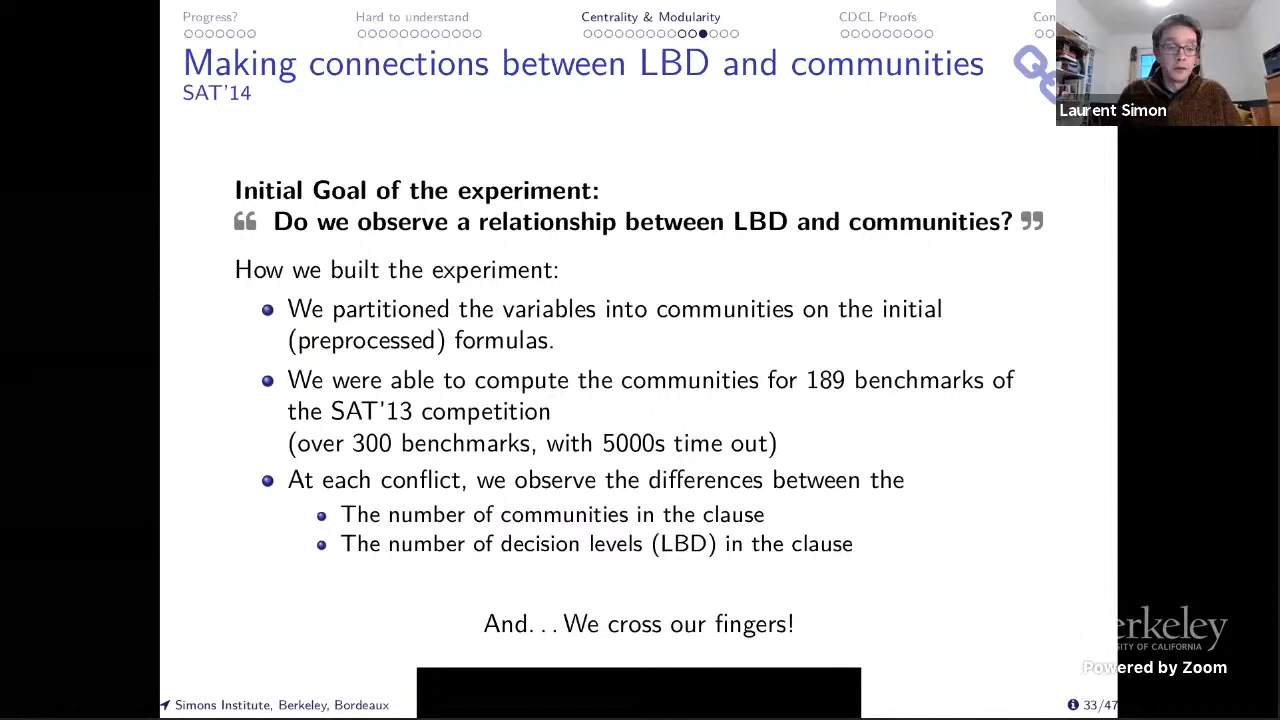 Progress?
Hard to understand
Centrality & Modularity
CDCL Proofs
Con
Making connections between LBD and communities
SAT'14
Laurent Simon
Initial Goal of the experiment:
“ Do we observe a relationship between LBD and communities? ”
How we built the experiment:
We partitioned the variables into communities on the initial
(preprocessed) formulas.
We were able to compute the communities for 189 benchmarks of
the SAT'13 competition
(over 300 benchmarks, with 5000s time out)
At each conflict, we observe the differences between the
The number of communities in the clause
The number of decision levels (LBD) in the clause
And... We cross our fingers!
erkeley
SITY OF CALIFORNIA
Powered by Zoom
Simons Institute, Berkeley, Bordeaux
33/47